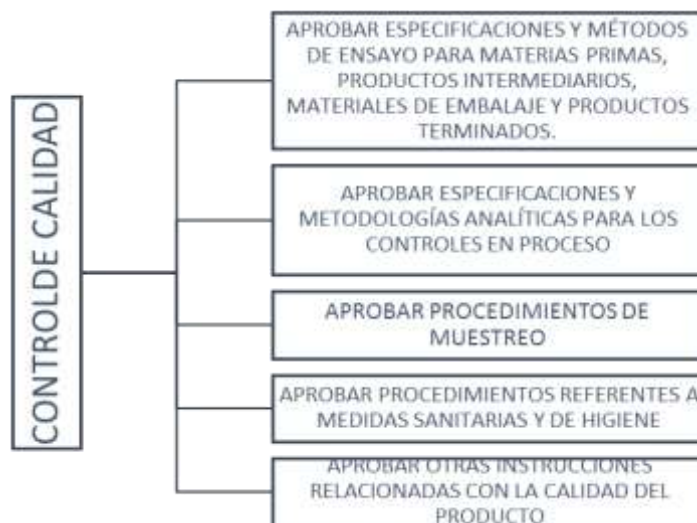 CONTROLDE CALIDAD
APROBAR ESPECIFICACIONES Y MÉTODOS
DE ENSAYO PARA MATERIAS PRIMAS,
PRODUCTOS INTERMEDIARIOS,
MATERIALES DE EMBALAJE Y PRODUCTOS
TERMINADOS.
APROBAR ESPECIFICACIONES Y
METODOLOGÍAS ANALÍTICAS PARA LOS
CONTROLES EN PROCESO
APROBAR PROCEDIMIENTOS DE
MUESTREO
APROBAR PROCEDIMIENTOS REFERENTES A
MEDIDAS SANITARIAS Y DE HIGIENE
APROBAR OTRAS INSTRUCCIONES
RELACIONADAS CON LA CALIDAD DEL
PRODUCTO